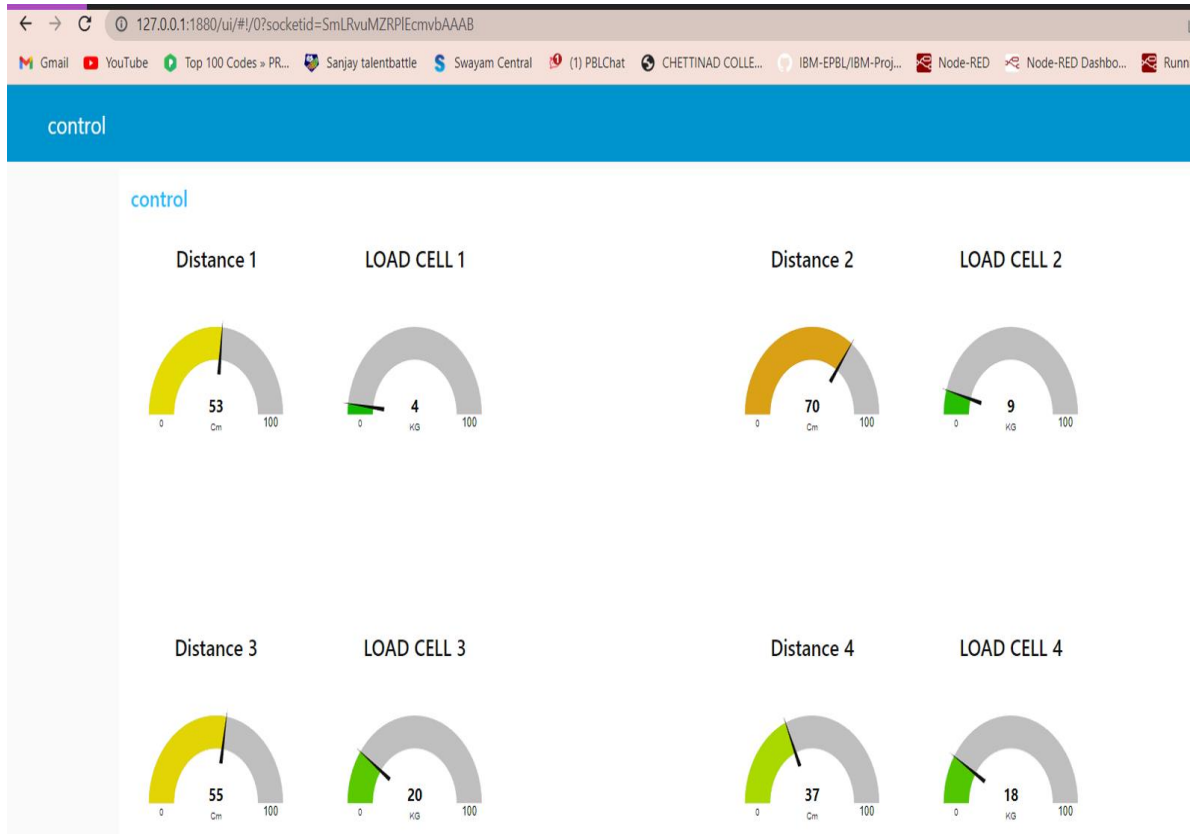 127.0.0.1:1880/ui/#!/0?socketid=SmLRvuMZRPlEcmvbAAAB
Gmail YouTube Top 100 Codes » PR... Sanjay talentbattle Swayam Central (1) PBLChat CHETTINAD COLLE... IBM-EPBL/IBM-Proj... Node-RED Node-RED Dashbo... Runn
control
control
Distance 1 LOAD CELL 1 Distance 2 LOAD CELL 2
53 4 70 9
0 Cm 100 0 KG 100 0 Cm 100 0 KG 100
Distance 3 LOAD CELL 3 Distance 4 LOAD CELL 4
55 20 37 18
0 Cm 100 0 KG 100 0 Cm 100 0 KG 100